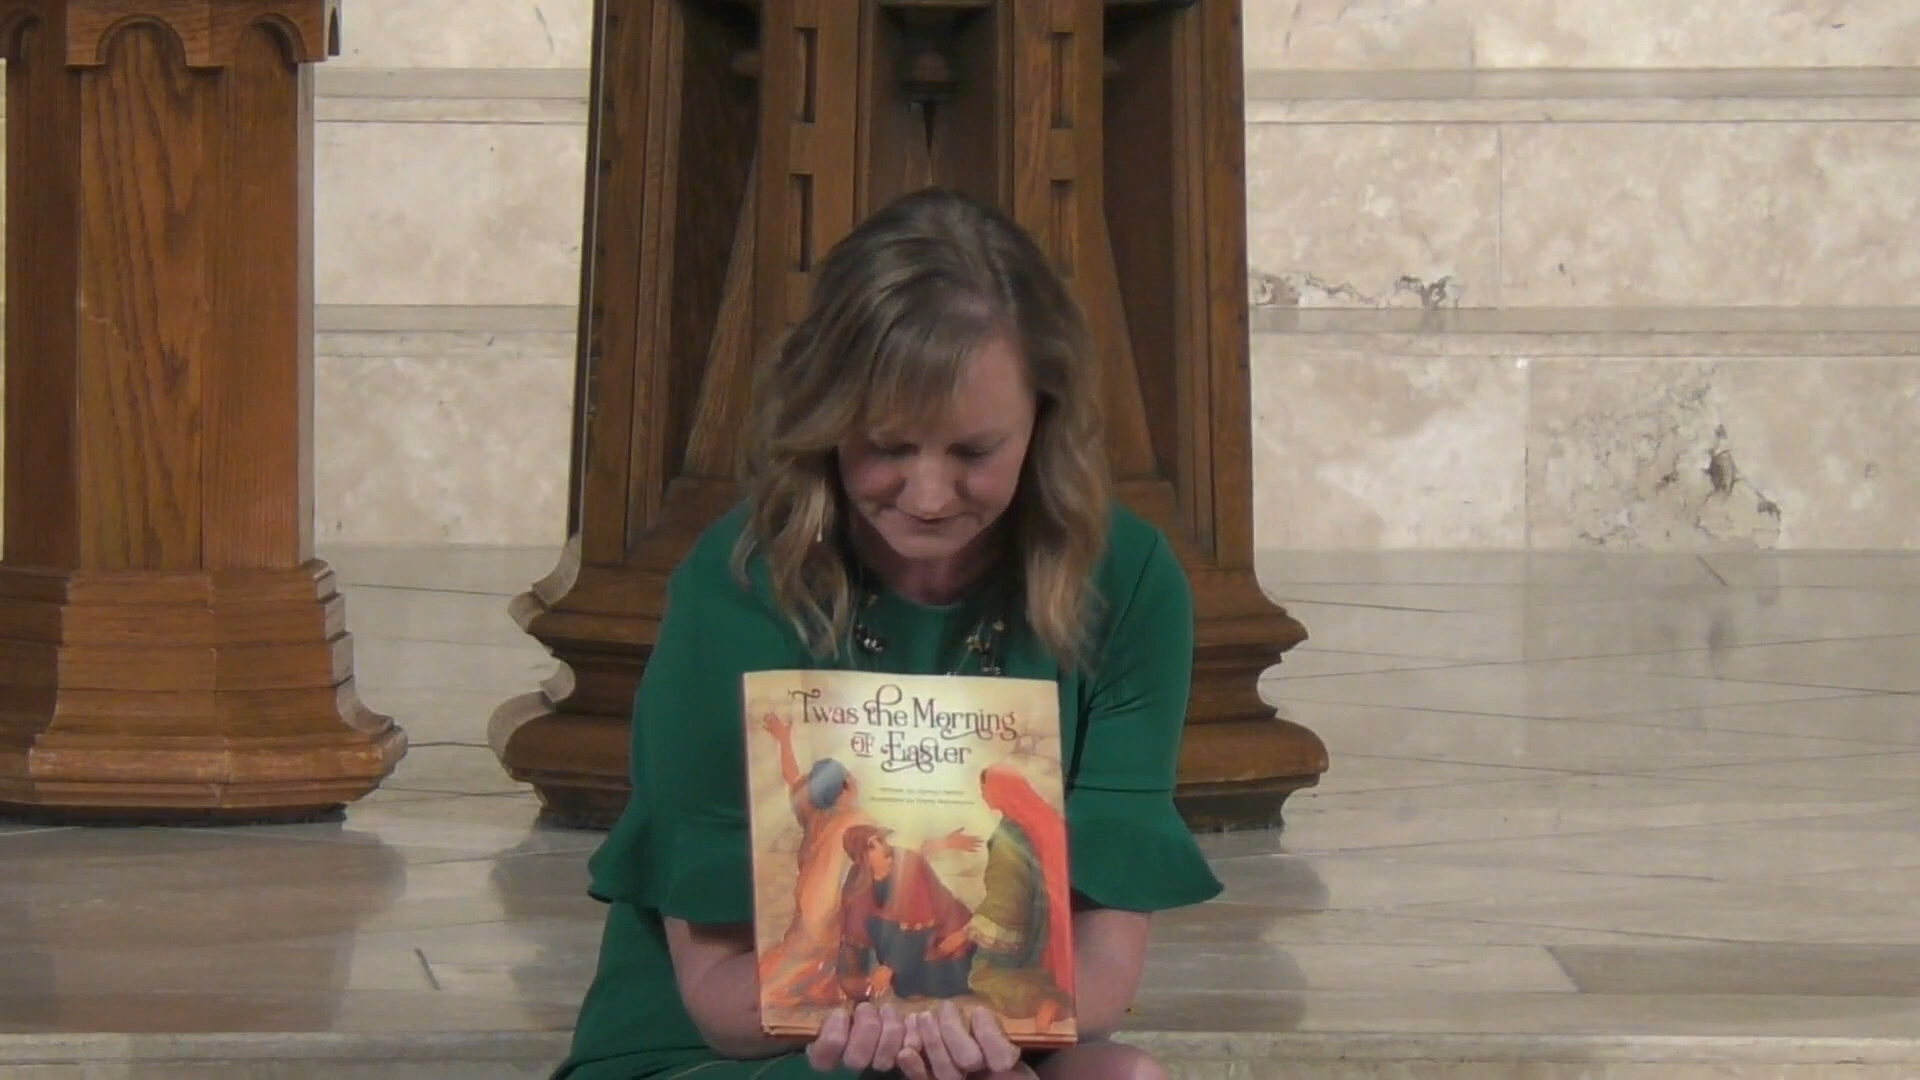 'Twas the Morning
OF Easter